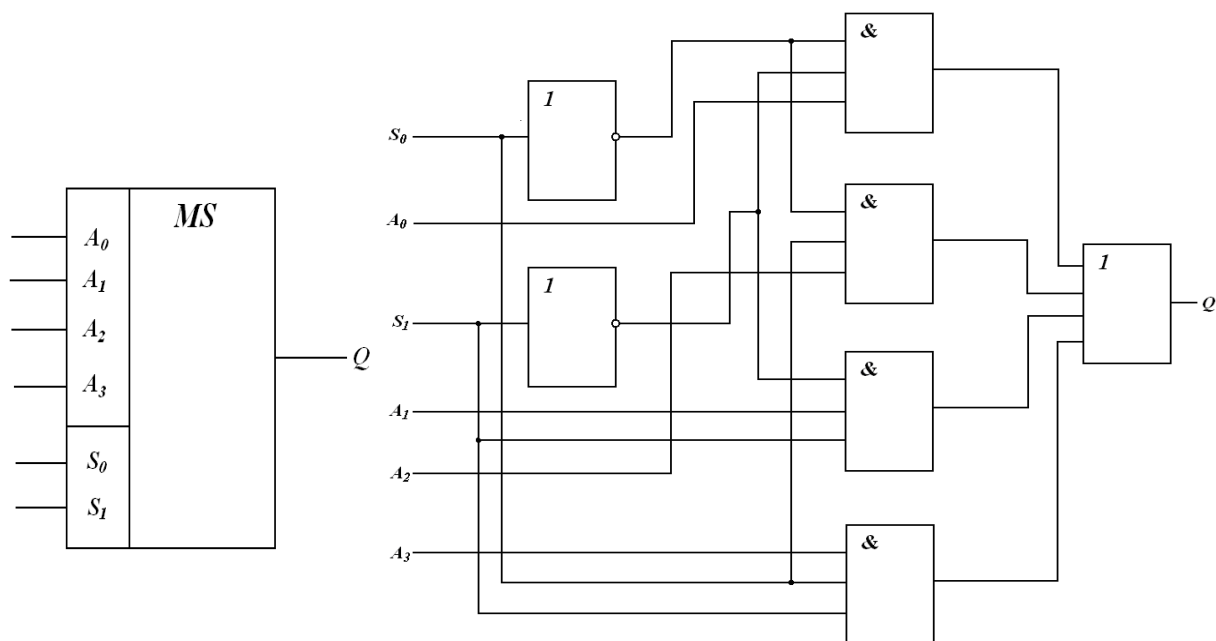 MS
A₀
A₁
A₂
A₃
S₀
S₁
Q
S₀
A₀
S₁
A₁
A₂
A₃
1
1
&
&
&
&
1
Q